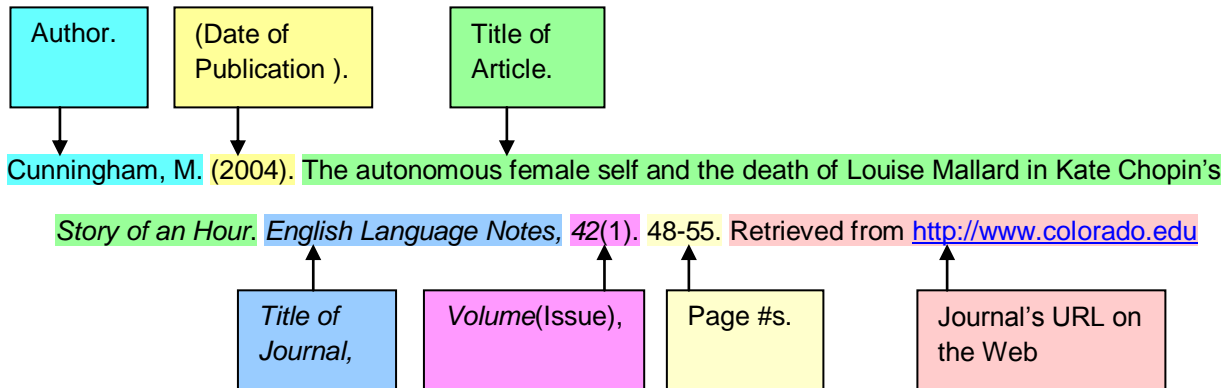 Author.
(Date of
Publication ).
Title of
Article.
Cunningham, M. (2004). The autonomous female self and the death of Louise Mallard in Kate Chopin’s
Story of an Hour. English Language Notes, 42(1). 48-55. Retrieved from http://www.colorado.edu
Title of
Journal,
Volume(Issue),
Page #s.
Journal’s URL on
the Web